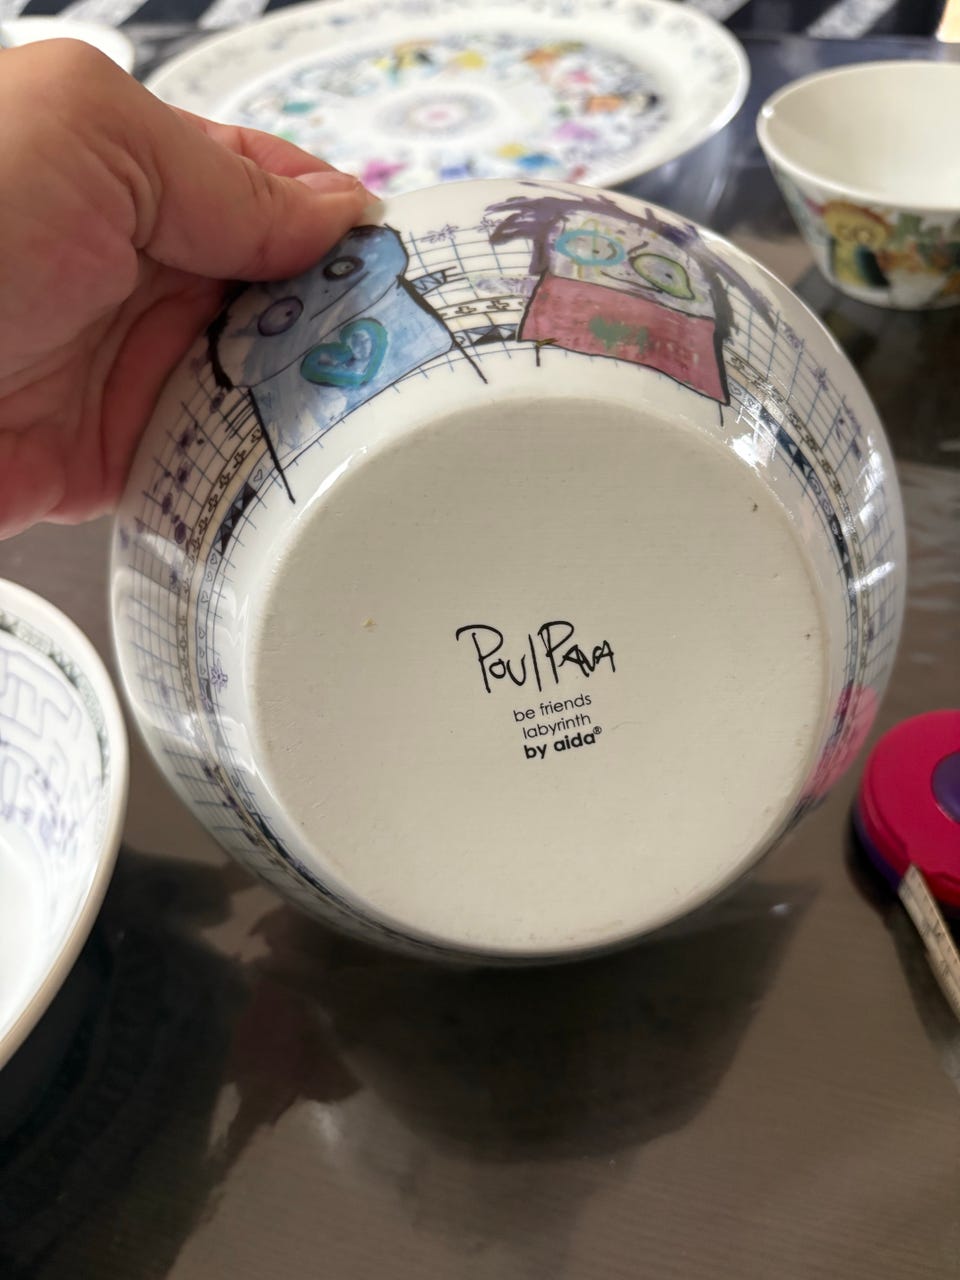 Poul PAVA
be friends
labyrinth
by aida®